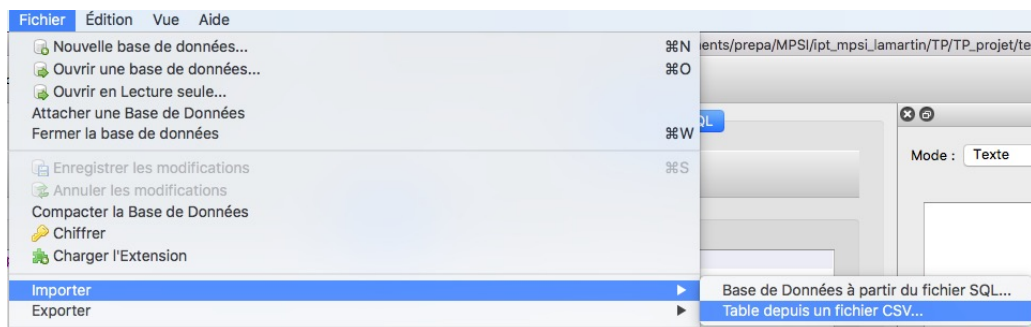 Fichier Édition Vue Aide
Nouvelle base de données... ⌘N
ents/prepa/MPSI/ipt_mpsi_lamartin/TP/TP_projet/te
Ouvrir une base de données... ⌘O
Ouvrir en Lecture seule...
Attacher une Base de Données
Fermer la base de données ⌘W
QL
Enregistrer les modifications ⌘S
Mode : Texte
Annuler les modifications
Compacter la Base de Données
Chiffrer
Charger l'Extension
Importer
Base de Données à partir du fichier SQL...
Exporter
Table depuis un fichier CSV...